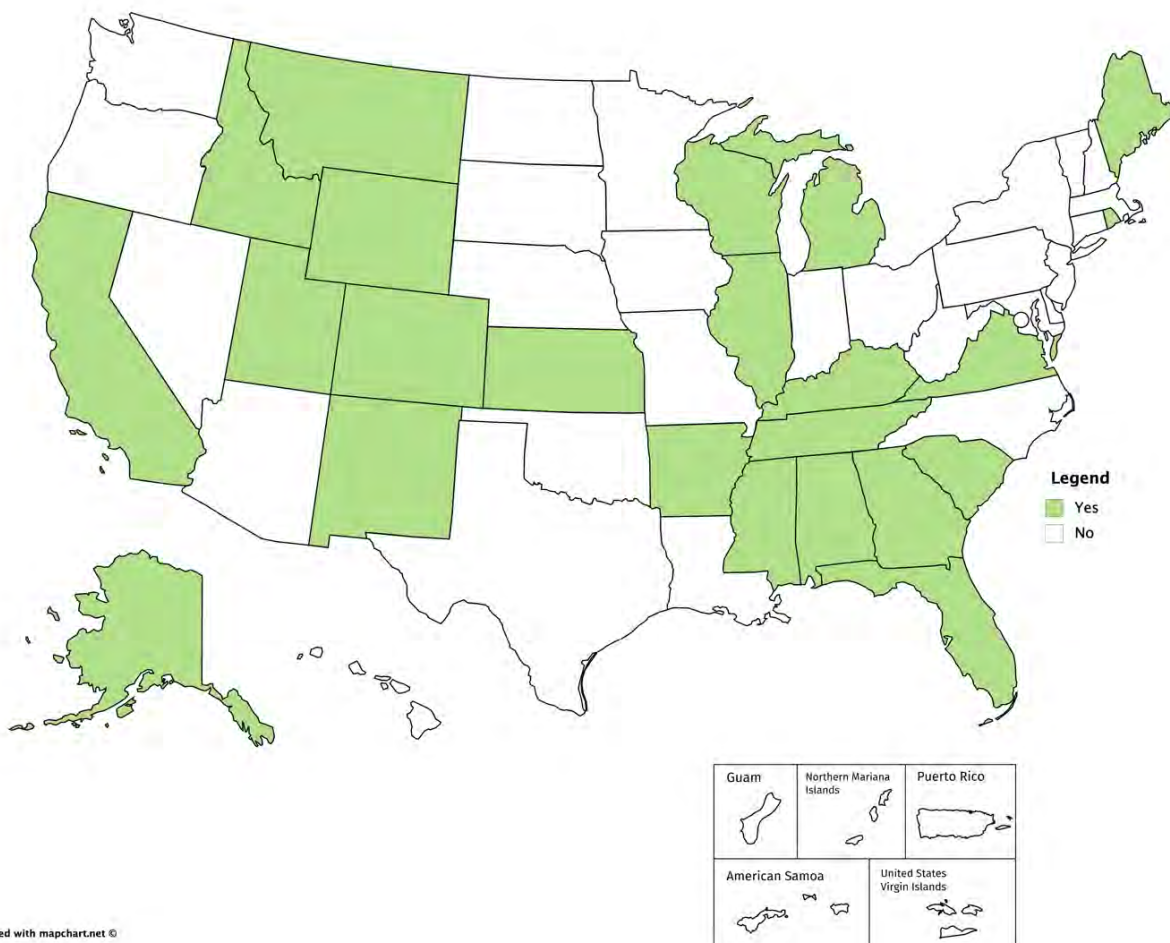 Legend
Yes
No
Guam
Northern Mariana
Islands
Puerto Rico
American Samoa
United States
Virgin Islands
ed with mapchart.net ©